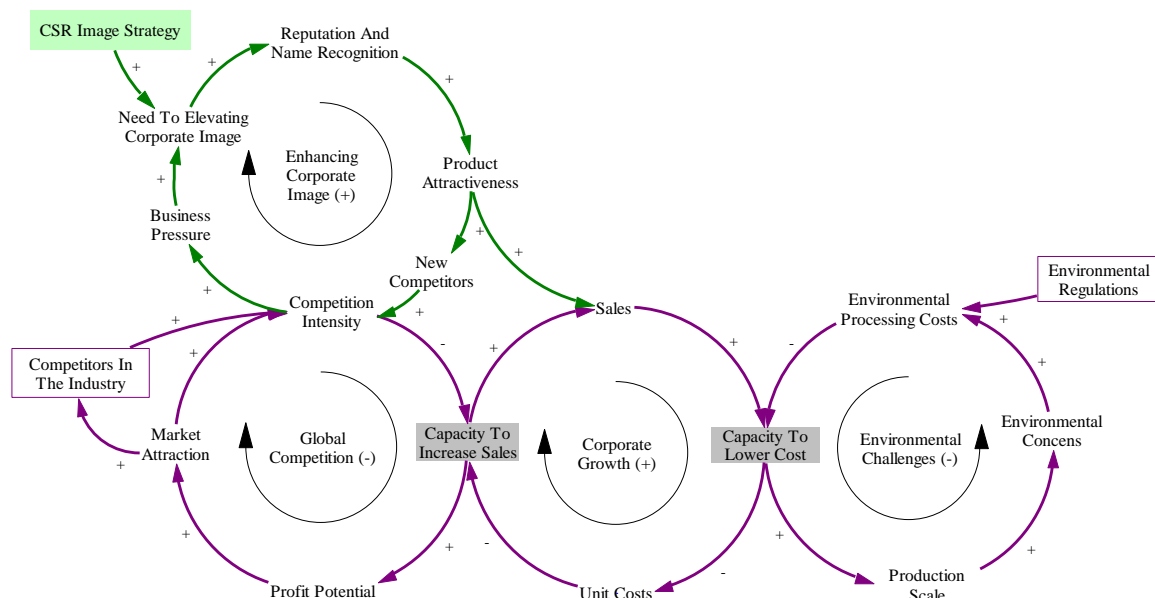 CSR Image Strategy
Reputation And
Name Recognition
+
+
+
Need To Elevating
Corporate Image
Enhancing
Corporate
Image (+)
Product
Attractiveness
+
Business
Pressure
+
+
New
Competitors
Environmental
Regulations
+
Competition
Intensity
+
Sales
Environmental
Processing Costs
+
+
+
-
+
+
-
+
Competitors In
The Industry
+
Market
Attraction
Global
Competition (-)
Capacity To
Increase Sales
Corporate
Growth (+)
Capacity To
Lower Cost
Environmental
Challenges (-)
Environmental
Concens
+
+
+
-
-
+
+
Profit Potential
Unit Costs
Production
Scale